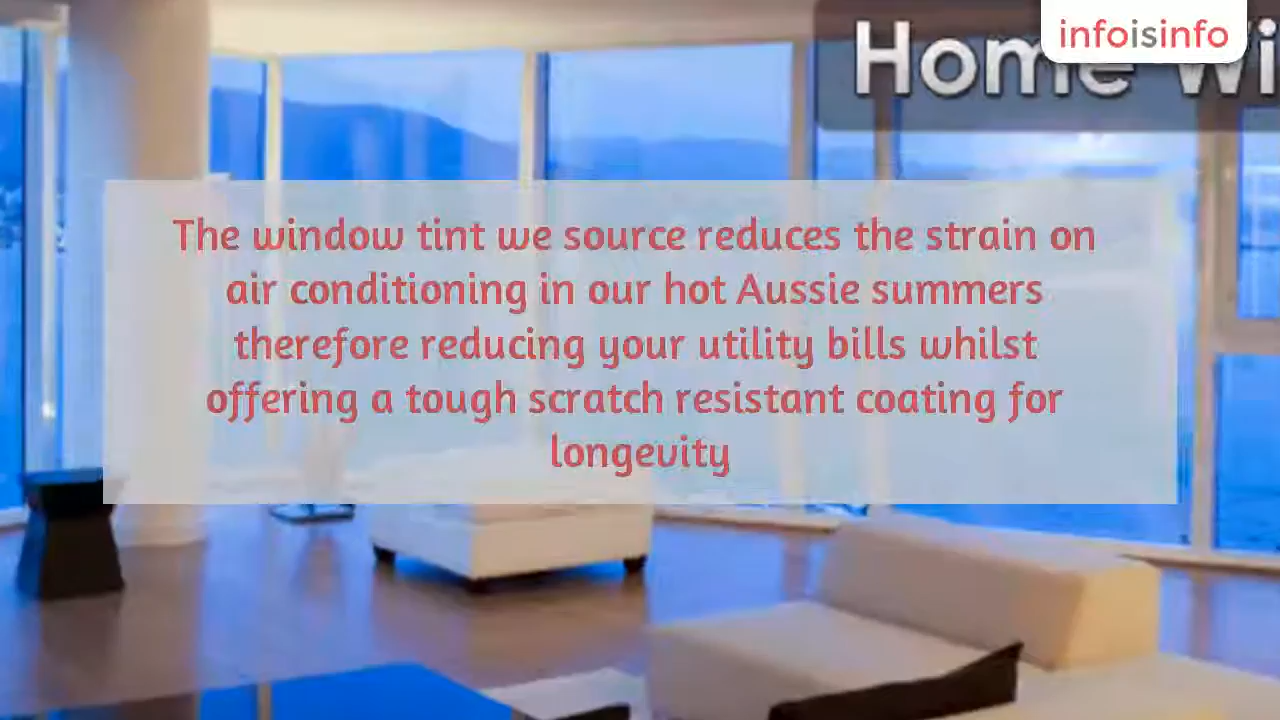 infoisinfo
Home Wi
The window tint we source reduces the strain on
air conditioning in our hot Aussie summers
therefore reducing your utility bills whilst
offering a tough scratch resistant coating for
longevity